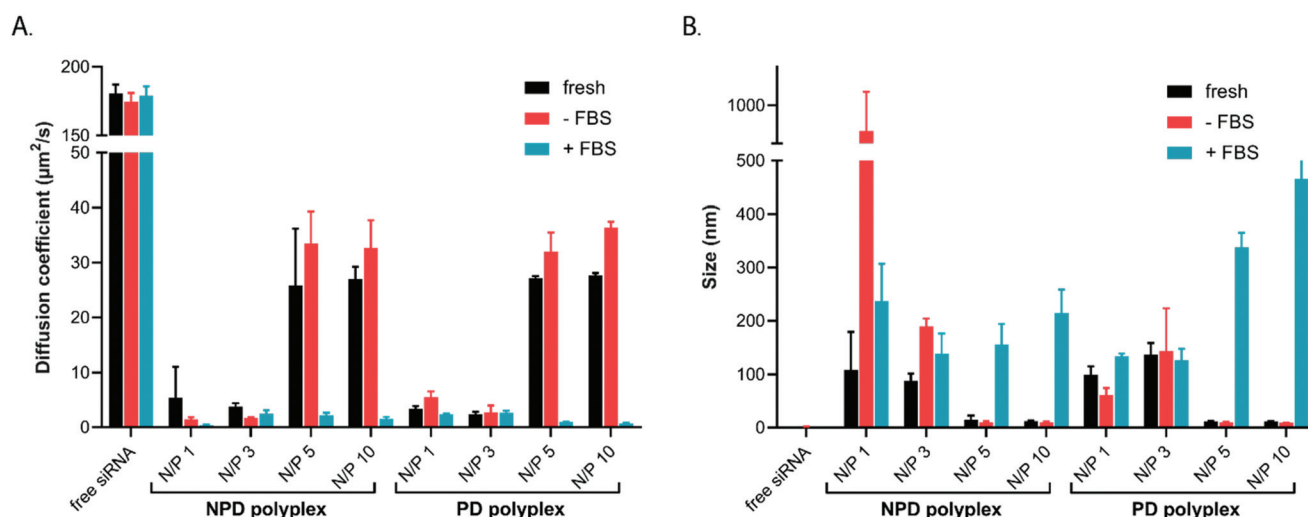 A.
Diffusion coefficient (µm²/s)
200
150
50
40
30
20
10
0
fresh
- FBS
+ FBS
free siRNA
N/P 1
N/P 3
N/P 5
N/P 10
N/P 1
N/P 3
N/P 5
N/P 10
NPD polyplex
PD polyplex
B.
Size (nm)
1000
500
400
300
200
100
0
fresh
- FBS
+ FBS
free siRNA
N/P 1
N/P 3
N/P 5
N/P 10
N/P 1
N/P 3
N/P 5
N/P 10
NPD polyplex
PD polyplex